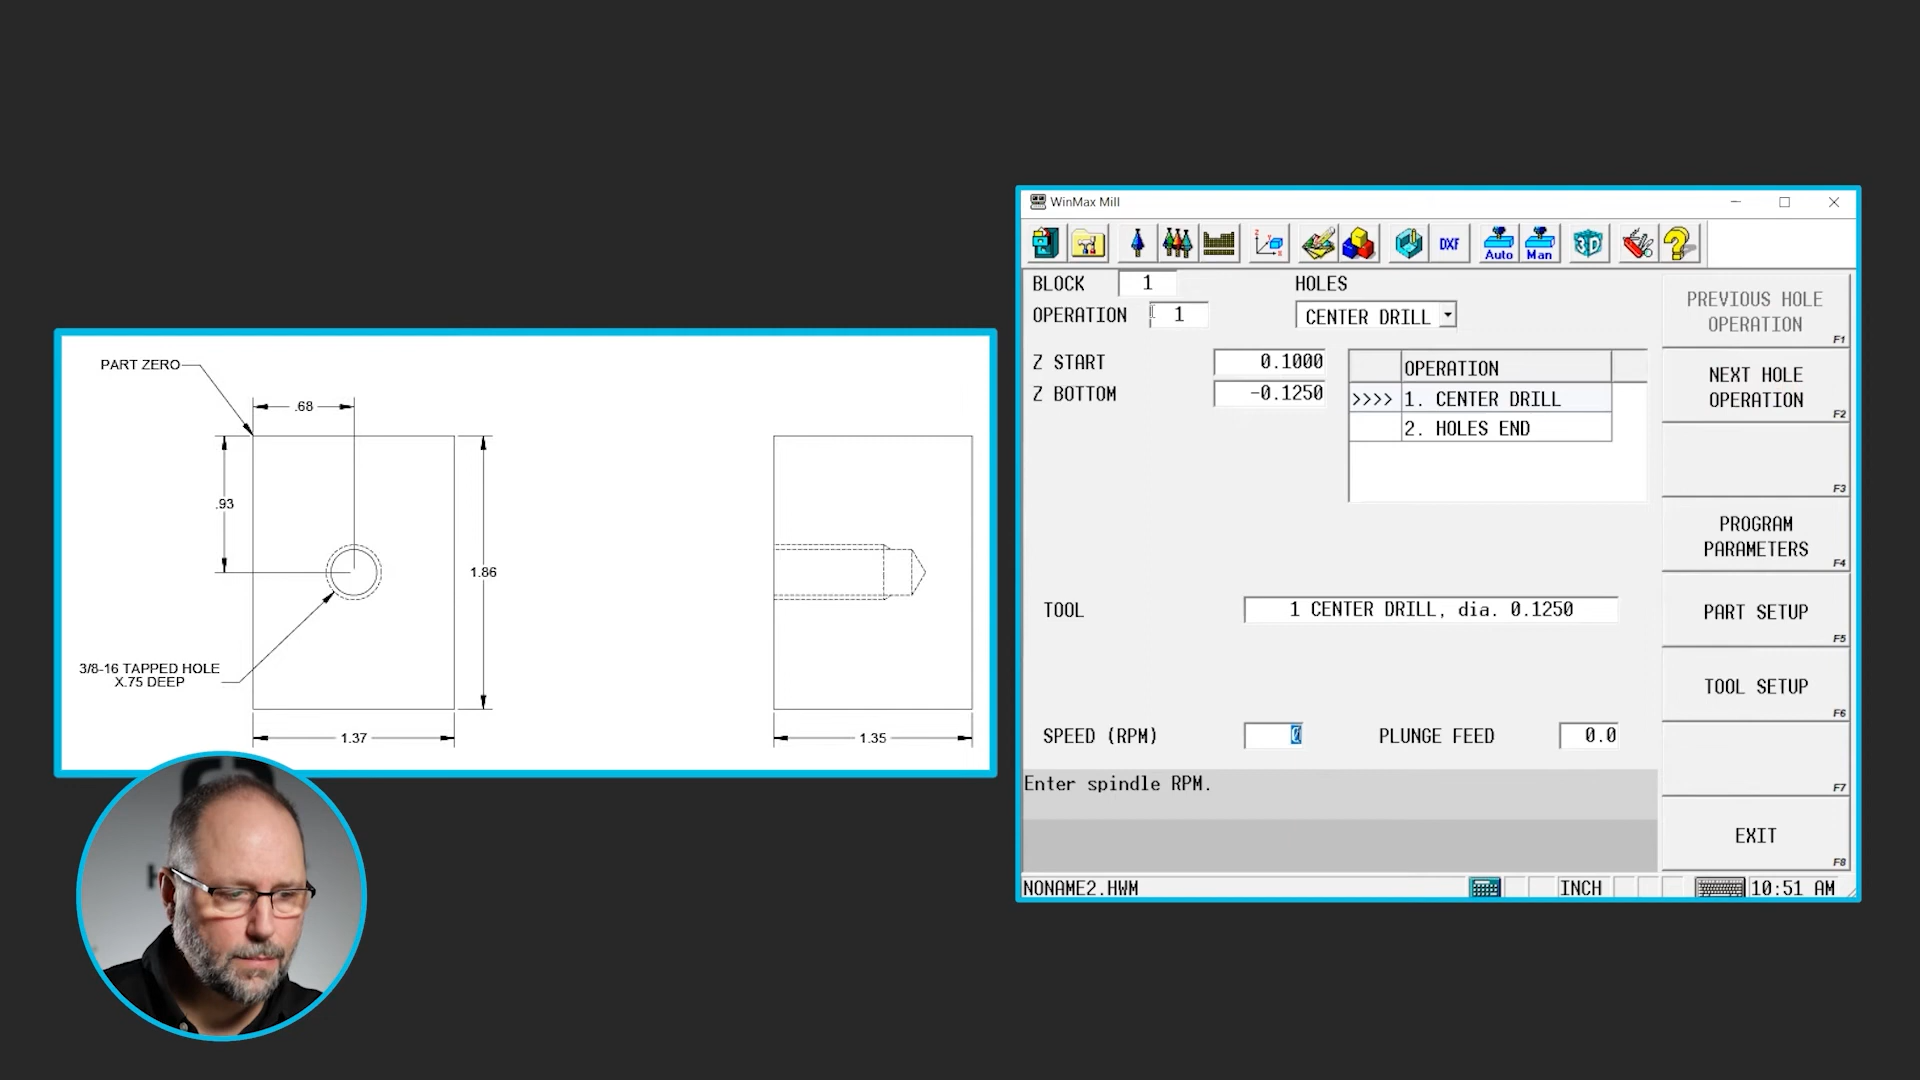 PART ZERO
.68
.93
1.86
3/8-16 TAPPED HOLE
X.75 DEEP
1.37
1.35
WinMax Mill
DXF
Auto
Man
3D
BLOCK 1
HOLES
OPERATION 1
CENTER DRILL
Z START 0.1000
Z BOTTOM -0.1250
OPERATION
>>>> 1. CENTER DRILL
2. HOLES END
TOOL 1 CENTER DRILL, dia. 0.1250
SPEED (RPM) 0
PLUNGE FEED 0.0
Enter spindle RPM.
PREVIOUS HOLE
OPERATION
F1
NEXT HOLE
OPERATION
F2
F3
PROGRAM
PARAMETERS
F4
PART SETUP
F5
TOOL SETUP
F6
F7
EXIT
F8
NONAME2.HWM
INCH
10:51 AM